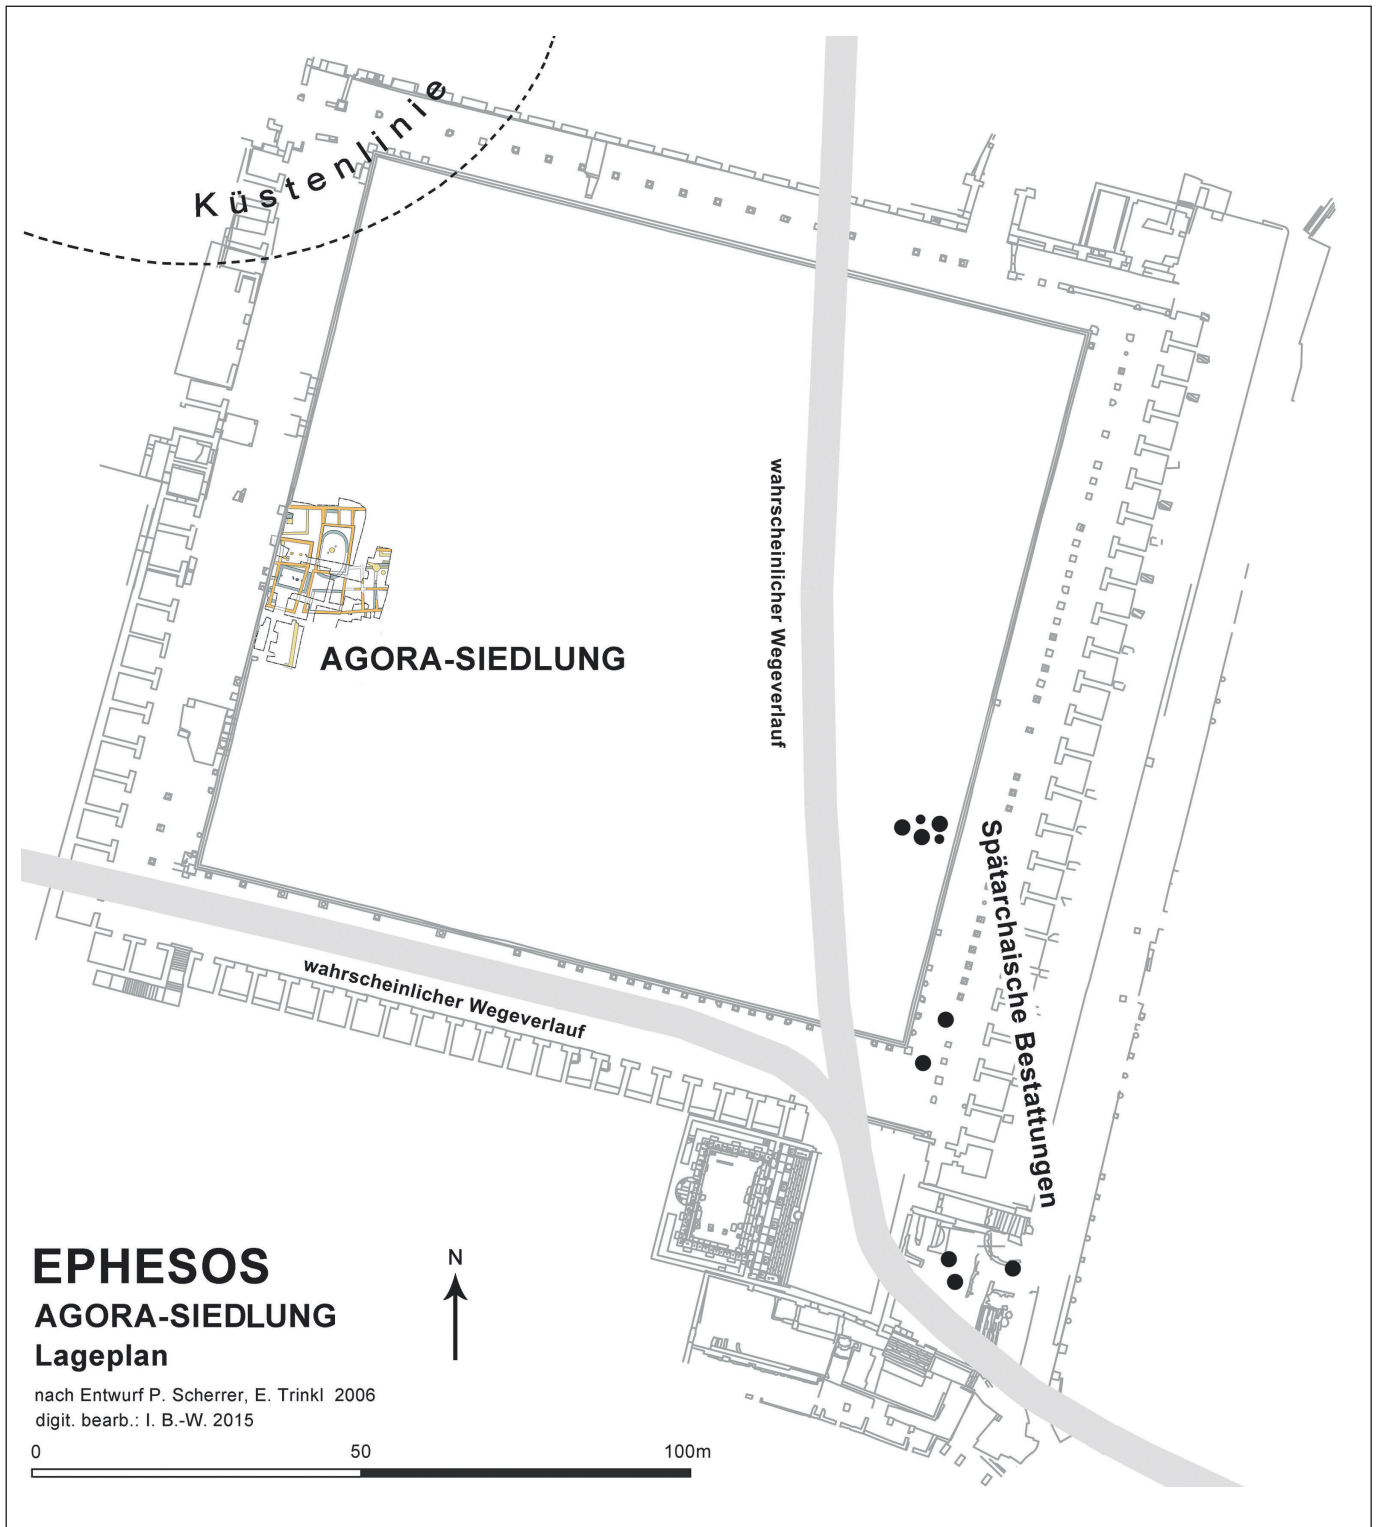 Küstenlinie
wahrscheinlicher Wegeverlauf
AGORA-SIEDLUNG
Spätarchaische Bestattungen
wahrscheinlicher Wegeverlauf
EPHESOS
AGORA-SIEDLUNG
Lageplan
nach Entwurf P. Scherrer, E. Trinkl 2006
digit. bearb.: I. B.-W. 2015
N
0 50 100m